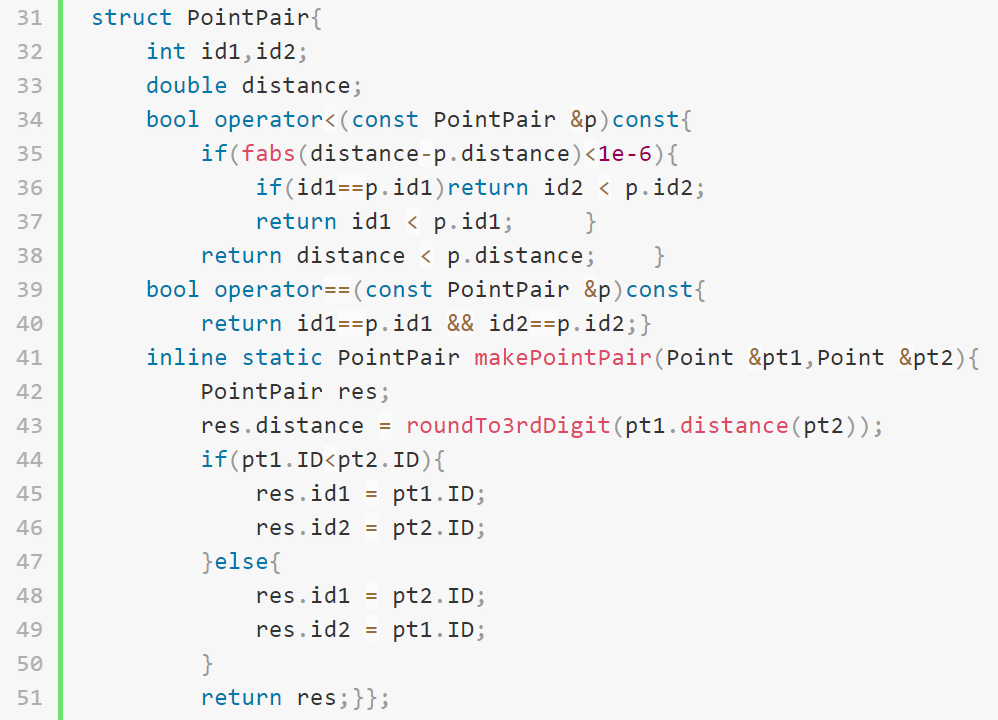 31 struct PointPair{
32     int id1,id2;
33     double distance;
34     bool operator<(const PointPair &p)const{
35         if(fabs(distance-p.distance)<1e-6){
36             if(id1==p.id1)return id2 < p.id2;
37             return id1 < p.id1;     }
38         return distance < p.distance;    }
39     bool operator==(const PointPair &p)const{
40         return id1==p.id1 && id2==p.id2;}
41     inline static PointPair makePointPair(Point &pt1,Point &pt2){
42         PointPair res;
43         res.distance = roundTo3rdDigit(pt1.distance(pt2));
44         if(pt1.ID<pt2.ID){
45             res.id1 = pt1.ID;
46             res.id2 = pt2.ID;
47         }else{
48             res.id1 = pt2.ID;
49             res.id2 = pt1.ID;
50         }
51         return res;}};